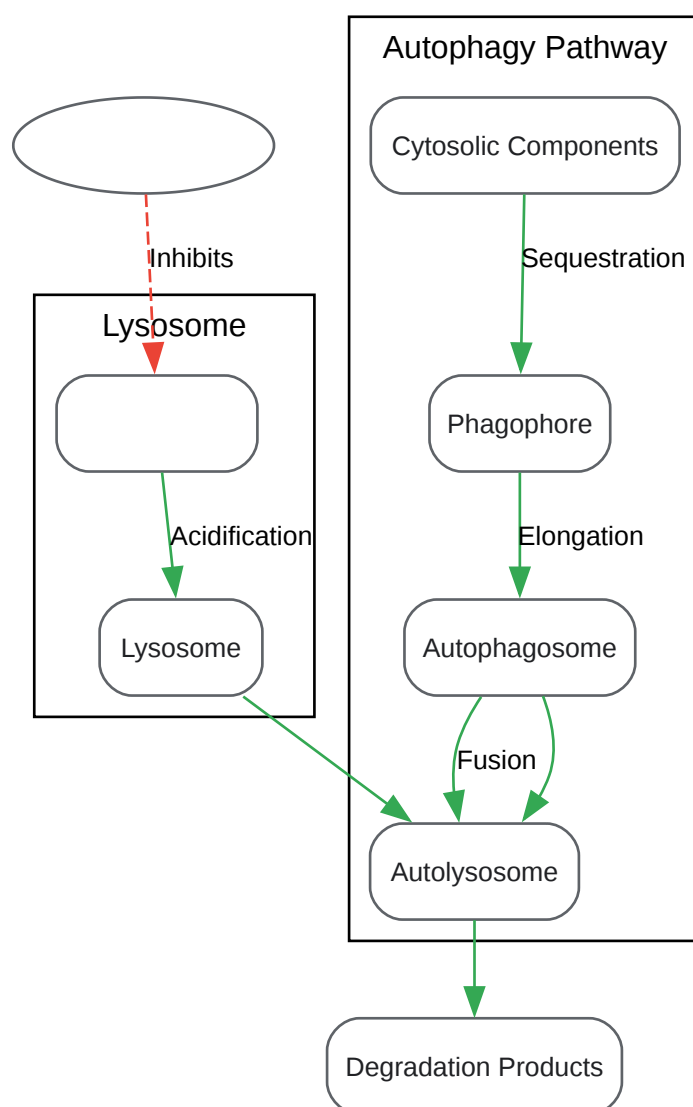 Autophagy Pathway
Cytosolic Components
Inhibits
Sequestration
Lysosome
Phagophore
Acidification
Elongation
Lysosome
Autophagosome
Fusion
Autolysosome
Degradation Products